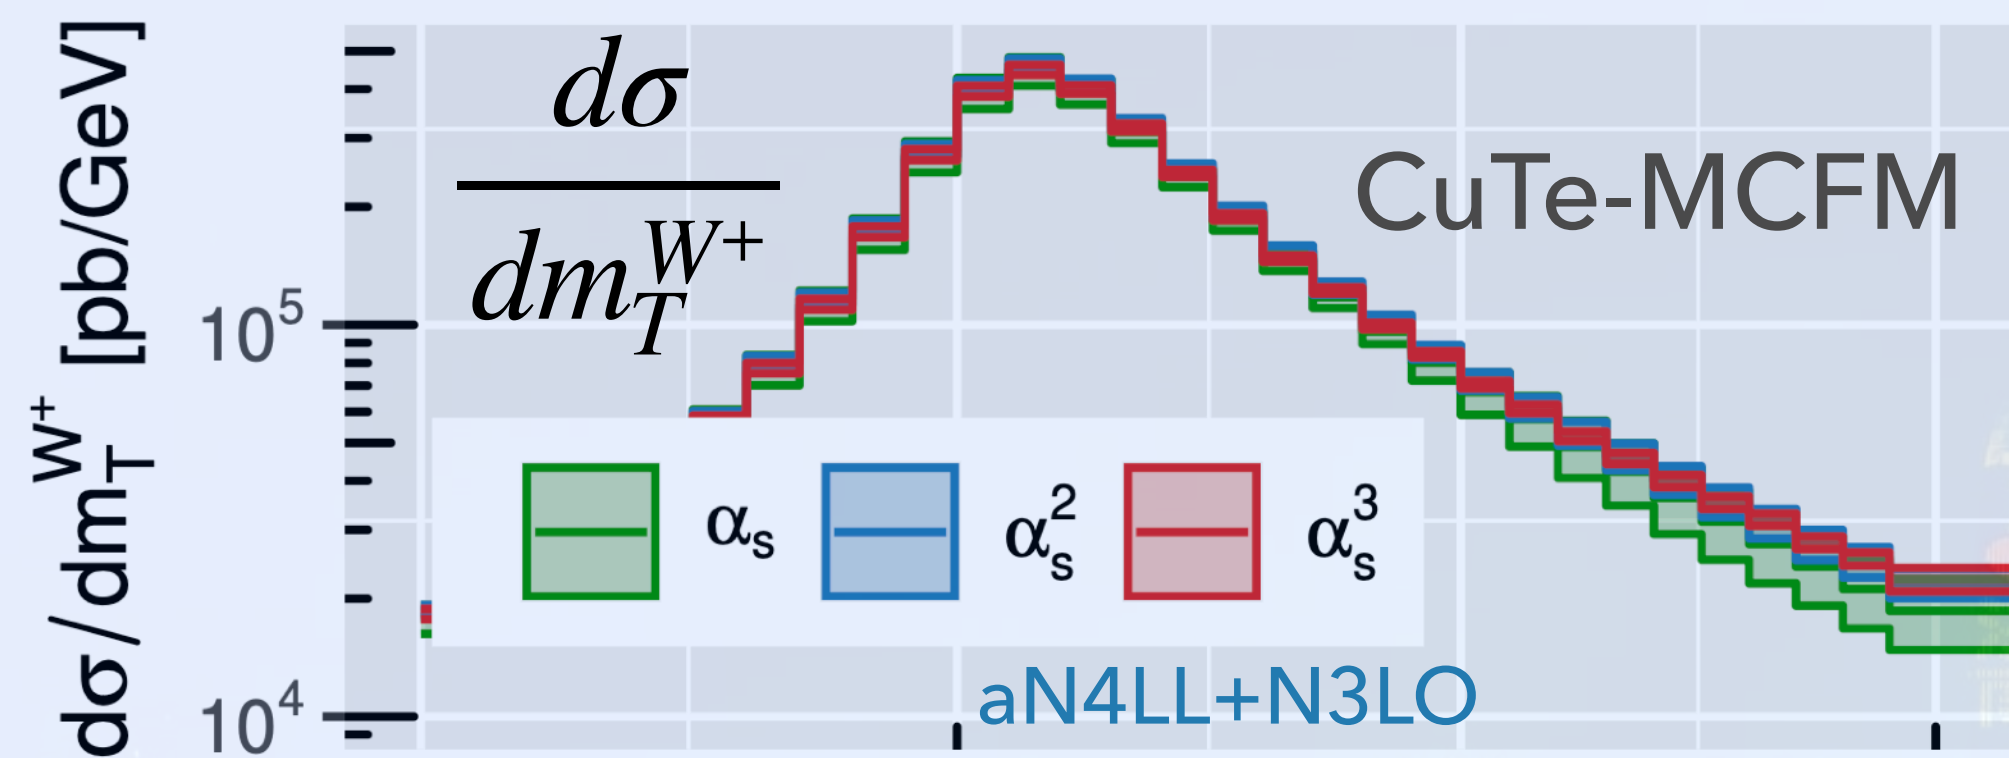 dσ/dm_T^{W^+} [pb/GeV]
dσ
dm_T^{W^+}
CuTe-MCFM
10^5
α_s α_s^2 α_s^3
aN4LL+N3LO
10^4